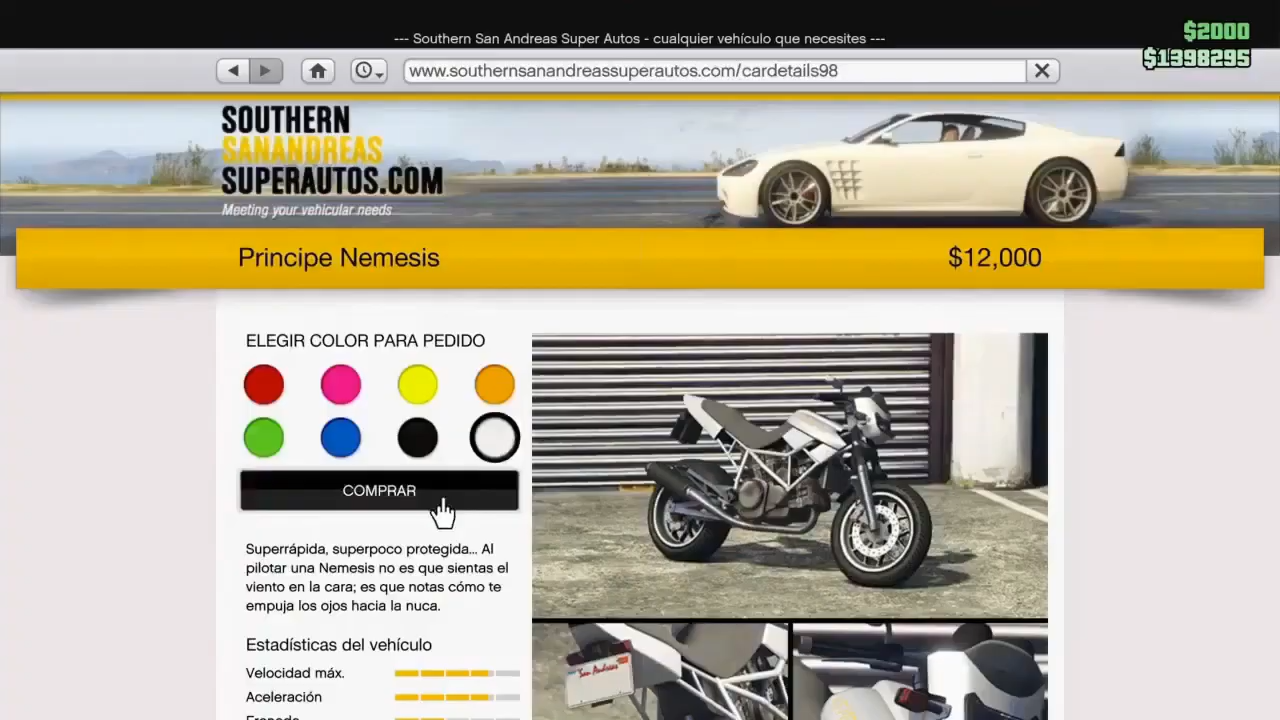 --- Southern San Andreas Super Autos - cualquier vehículo que necesites ---
$2000
$1398295
www.southernsanandreassuperautos.com/cardetails98
SOUTHERN
SANANDREAS
SUPERAUTOS.COM
Meeting your vehicular needs
Principe Nemesis
$12,000
ELEGIR COLOR PARA PEDIDO
COMPRAR
Superrápida, superpoco protegida... Al
pilotar una Nemesis no es que sientas el
viento en la cara; es que notas cómo te
empuja los ojos hacia la nuca.
Estadísticas del vehículo
Velocidad máx.
Aceleración
San Andreas